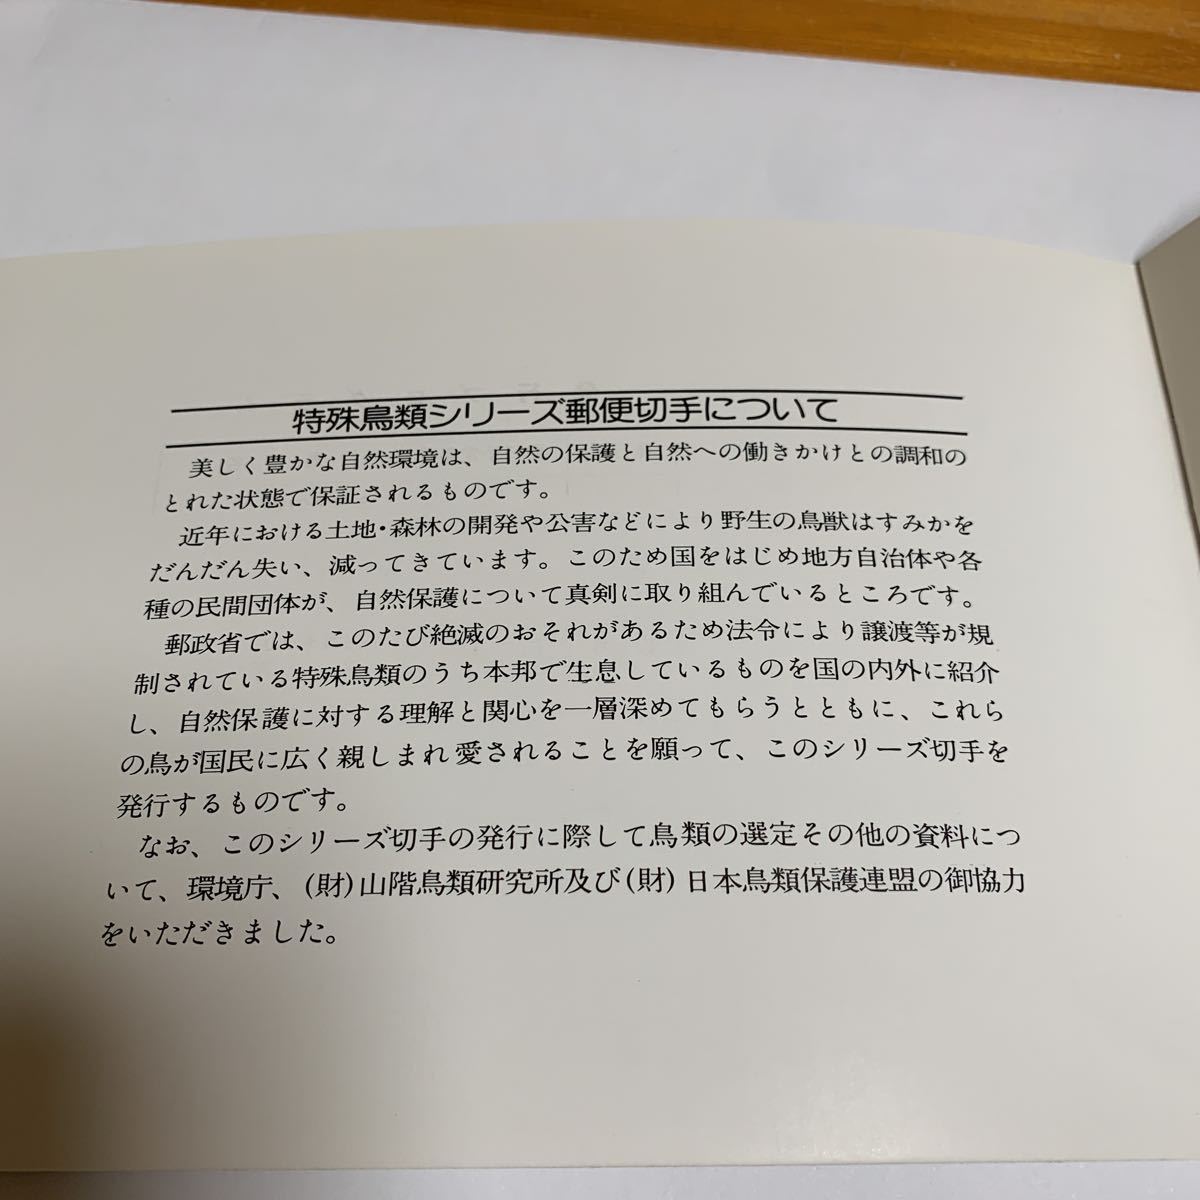 特殊鳥類シリーズ郵便切手について
美しく豊かな自然環境は、自然の保護と自然への働きかけとの調和の
とれた状態で保証されるものです。
近年における土地・森林の開発や公害などにより野生の鳥獣はすみかを
だんだん失い、減ってきています。このため国をはじめ地方自治体や各
種の民間団体が、自然保護について真剣に取り組んでいるところです。
郵政省では、このたび絶滅のおそれがあるため法令により譲渡等が規
制されている特殊鳥類のうち本邦で生息しているものを国の内外に紹介
し、自然保護に対する理解と関心を一層深めてもらうとともに、これら
の鳥が国民に広く親しまれ愛されることを願って、このシリーズ切手を
発行するものです。
なお、このシリーズ切手の発行に際して鳥類の選定その他の資料につ
いて、環境庁、(財)山階鳥類研究所及び(財)日本鳥類保護連盟の御協力
をいただきました。